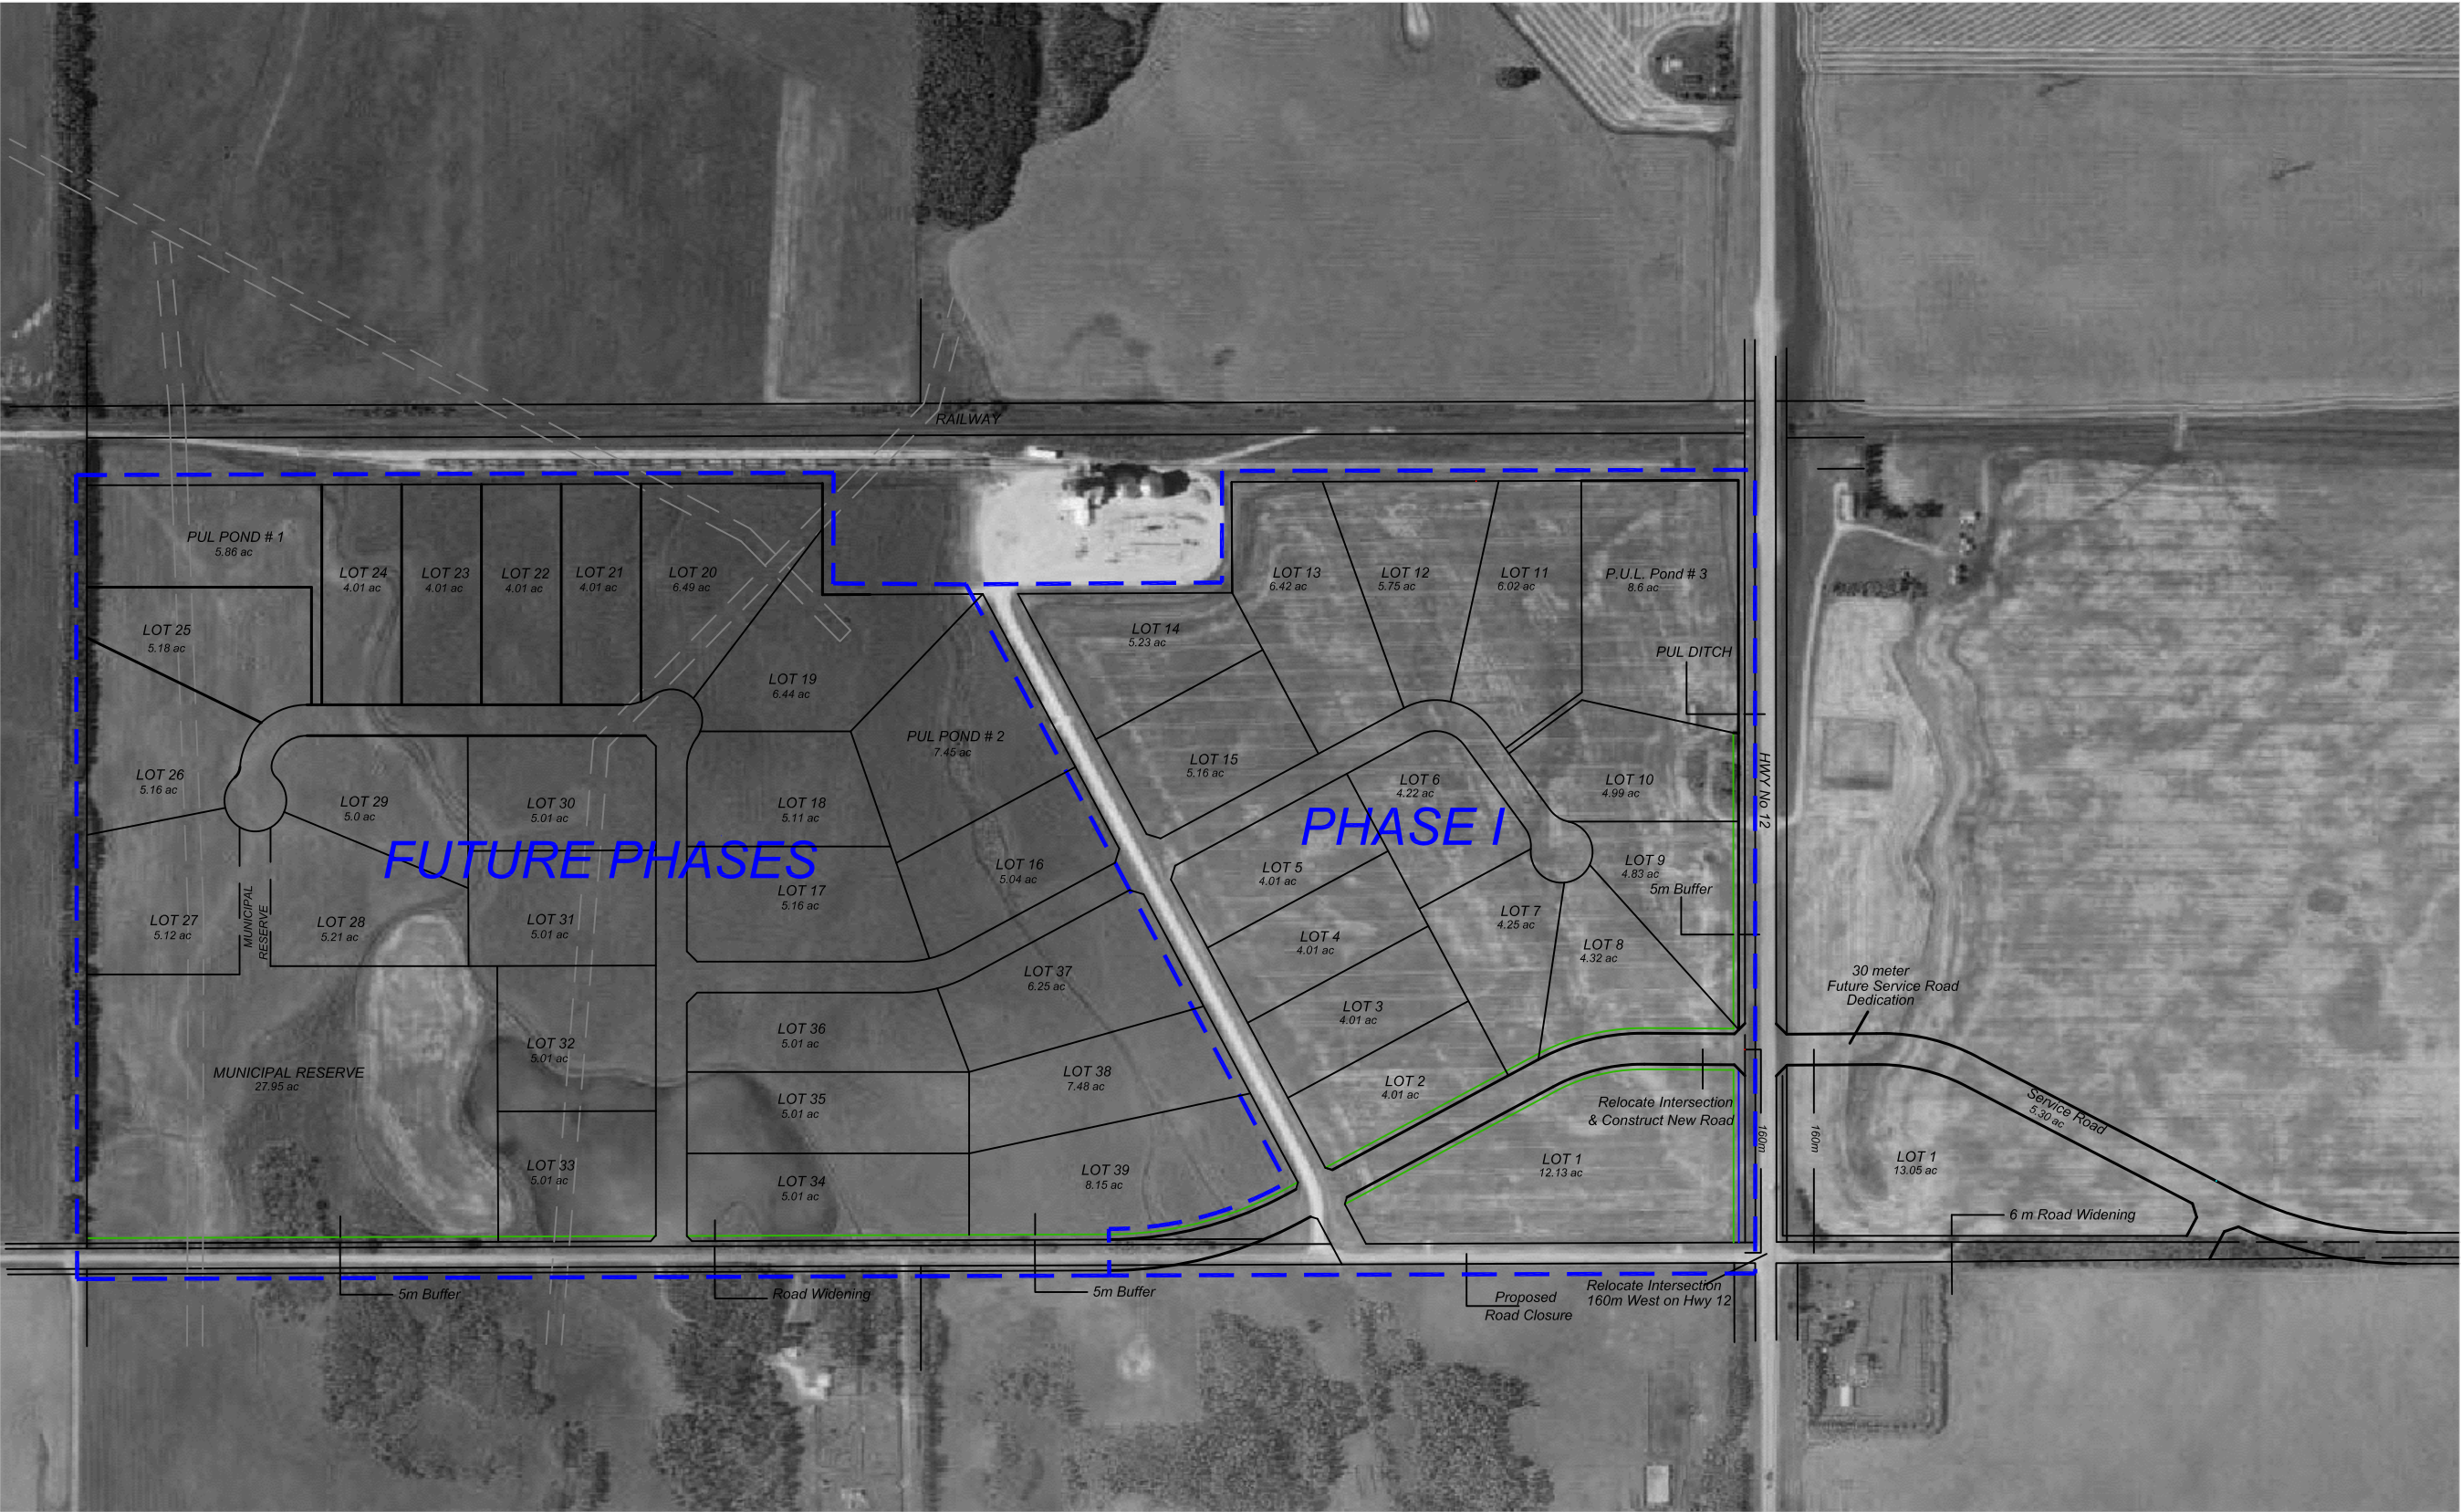 RAILWAY
PUL POND # 1
5.86 ac
LOT 24
4.01 ac
LOT 23
4.01 ac
LOT 22
4.01 ac
LOT 21
4.01 ac
LOT 20
6.49 ac
LOT 13
6.42 ac
LOT 12
5.75 ac
LOT 11
6.02 ac
P.U.L. Pond # 3
8.6 ac
LOT 25
5.18 ac
LOT 14
5.23 ac
PUL DITCH
LOT 19
6.44 ac
PUL POND # 2
7.45 ac
LOT 15
5.16 ac
LOT 26
5.16 ac
LOT 29
5.0 ac
LOT 30
5.01 ac
LOT 18
5.11 ac
LOT 6
4.22 ac
LOT 10
4.99 ac
HWY No 12
FUTURE PHASES
PHASE I
LOT 16
5.04 ac
LOT 5
4.01 ac
LOT 9
4.83 ac
5m Buffer
LOT 17
5.16 ac
LOT 27
5.12 ac
MUNICIPAL
RESERVE
LOT 28
5.21 ac
LOT 31
5.01 ac
LOT 7
4.25 ac
LOT 4
4.01 ac
LOT 8
4.32 ac
LOT 37
6.25 ac
30 meter
Future Service Road
Dedication
LOT 3
4.01 ac
LOT 32
5.01 ac
LOT 36
5.01 ac
MUNICIPAL RESERVE
27.95 ac
LOT 38
7.48 ac
LOT 2
4.01 ac
LOT 35
5.01 ac
Relocate Intersection
& Construct New Road
160m
160m
Service Road
5.30 ac
LOT 33
5.01 ac
LOT 34
5.01 ac
LOT 39
8.15 ac
LOT 1
12.13 ac
LOT 1
13.05 ac
6 m Road Widening
5m Buffer
Road Widening
5m Buffer
Proposed
Road Closure
Relocate Intersection
160m West on Hwy 12